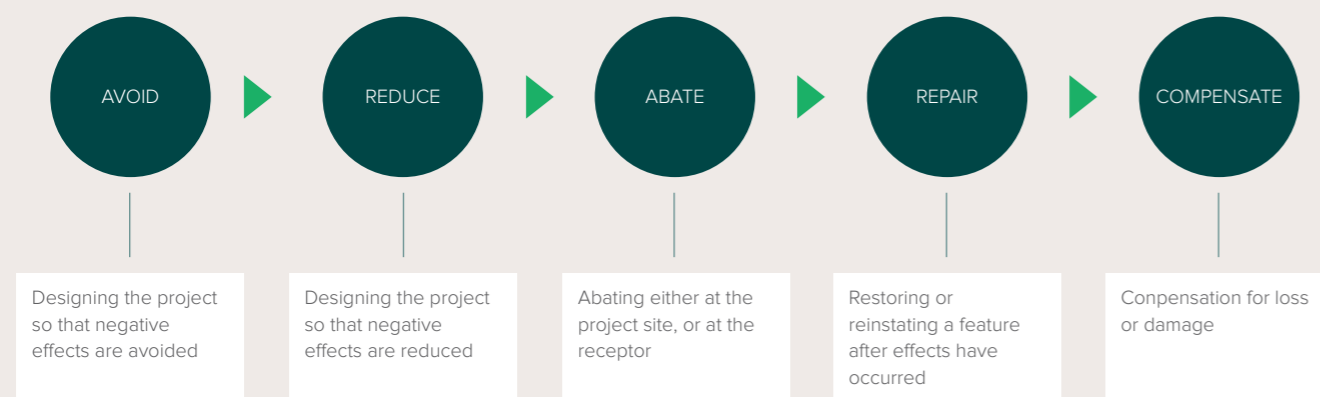 AVOID
REDUCE
ABATE
REPAIR
COMPENSATE
Designing the project
so that negative
effects are avoided
Designing the project
so that negative
effects are reduced
Abating either at the
project site, or at the
receptor
Restoring or
reinstating a feature
after effects have
occurred
Conpensation for loss
or damage